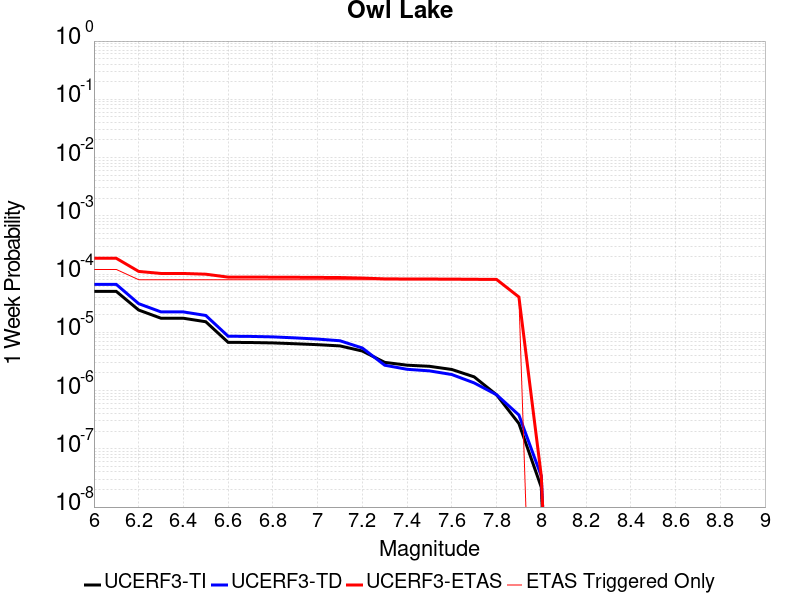 Owl Lake
10^0
10^-1
10^-2
10^-3
10^-4
10^-5
10^-6
10^-7
10^-8
1 Week Probability
6 6.2 6.4 6.6 6.8 7 7.2 7.4 7.6 7.8 8 8.2 8.4 8.6 8.8 9
Magnitude
UCERF3-TI UCERF3-TD UCERF3-ETAS ETAS Triggered Only